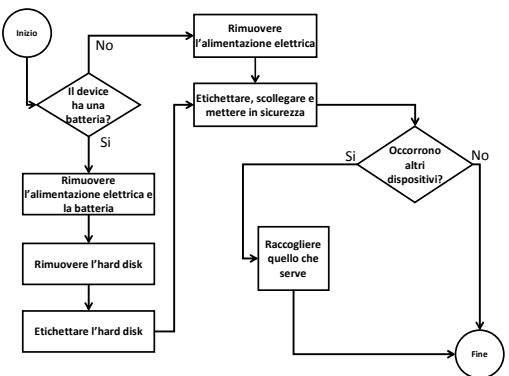 Inizio
No
Rimuovere
l'alimentazione elettrica
Il device
ha una
batteria?
Etichettare, scollegare e
mettere in sicurezza
Si
Si
Occorrono
altri
dispositivi?
No
Rimuovere
l'alimentazione elettrica e
la batteria
Rimuovere l'hard disk
Raccogliere
quello che
serve
Etichettare l'hard disk
Fine